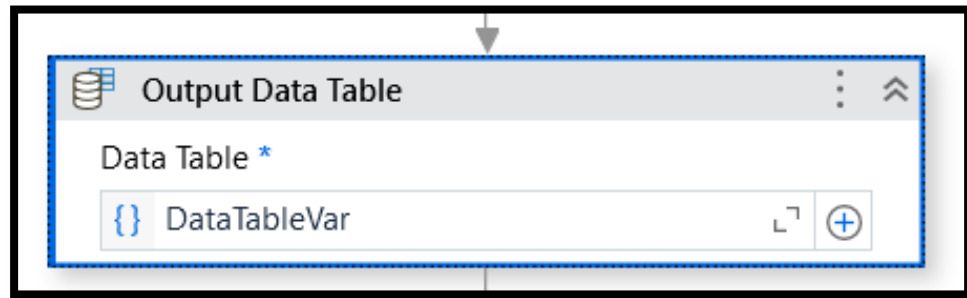 Output Data Table
Data Table *
{} DataTableVar